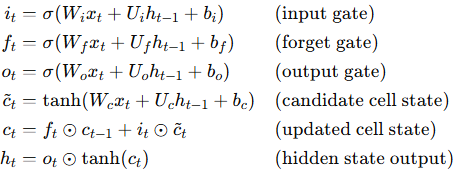 iₜ = σ(Wᵢxₜ + Uᵢhₜ₋₁ + bᵢ) (input gate)
fₜ = σ(W_f xₜ + U_f hₜ₋₁ + b_f) (forget gate)
oₜ = σ(Wₒxₜ + Uₒhₜ₋₁ + bₒ) (output gate)
c̃ₜ = tanh(W_c xₜ + U_c hₜ₋₁ + b_c) (candidate cell state)
cₜ = fₜ ⊙ cₜ₋₁ + iₜ ⊙ c̃ₜ (updated cell state)
hₜ = oₜ ⊙ tanh(cₜ) (hidden state output)